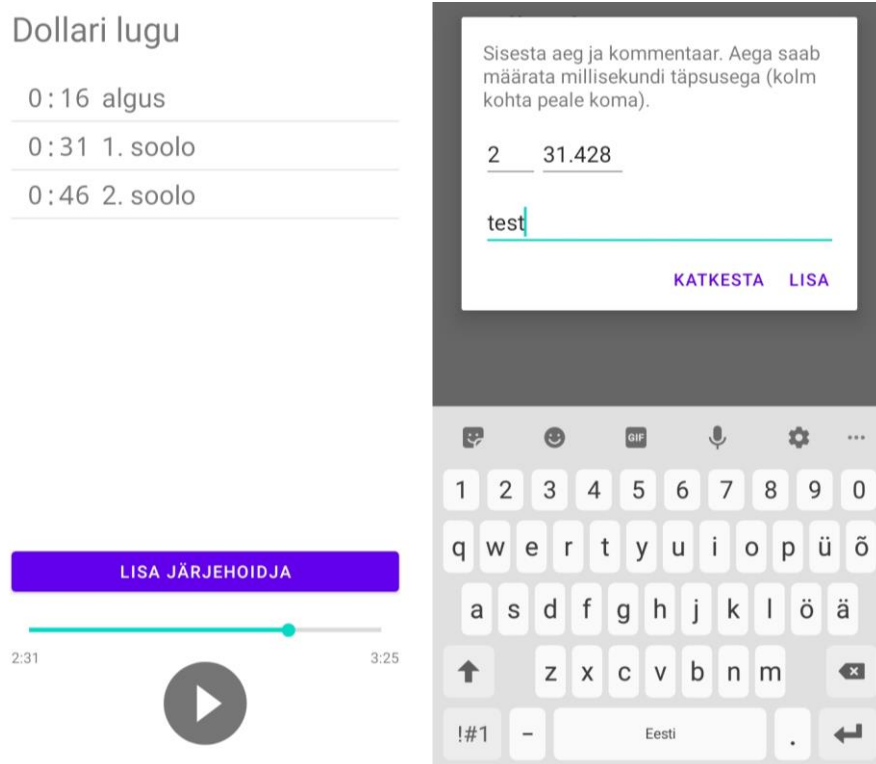 Dollari lugu
0:16 algus
0:31 1. soolo
0:46 2. soolo
LISA JÄRJEHOIDJA
2:31 3:25
Sisesta aeg ja kommentaar. Aega saab
määrata millisekundi täpsusega (kolm
kohta peale koma).
2 31.428
test
KATKESTA LISA
GIF
1 2 3 4 5 6 7 8 9 0
q w e r t y u i o p ü õ
a s d f g h j k l ö ä
z x c v b n m
!#1 - Eesti .